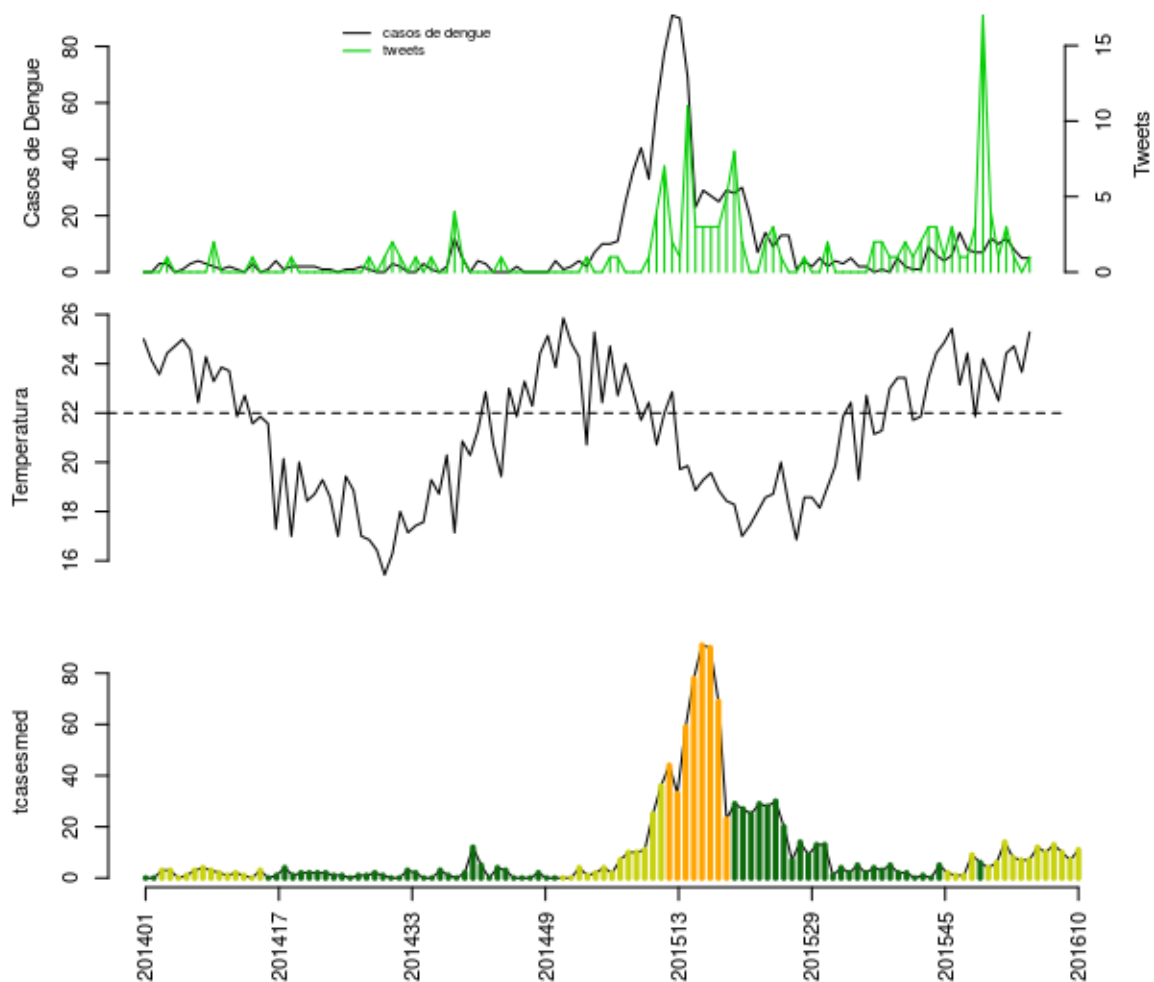 casos de dengue
tweets
Casos de Dengue
0 20 40 60 80
Tweets
0 5 10 15
Temperatura
16 18 20 22 24 26
tcasesmed
0 20 40 60 80
201401 201417 201433 201449 201513 201529 201545 201610